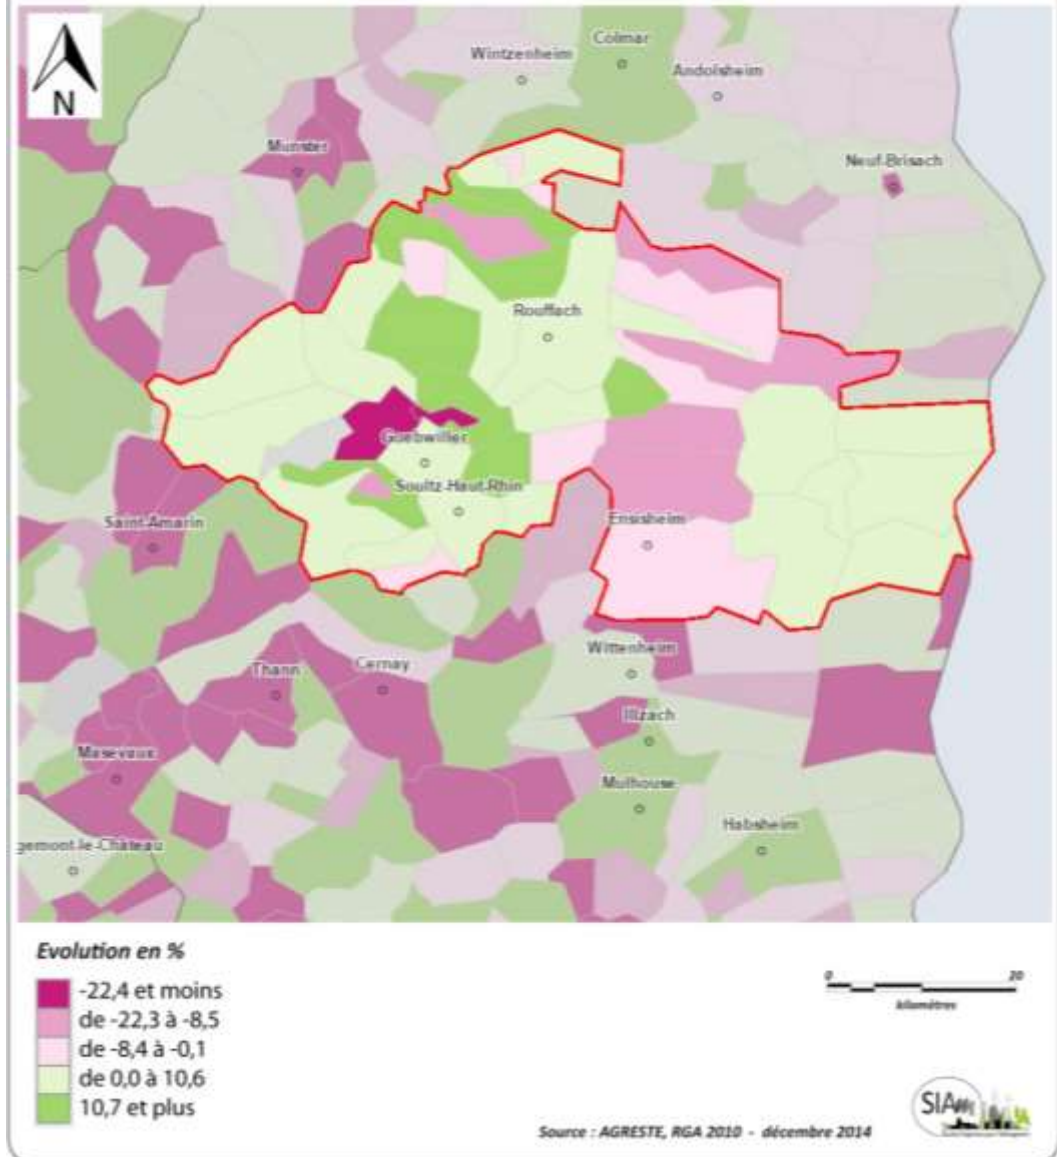 N
Colmar
Wintzenheim
Andolsheim
Munster
Neuf-Brisach
Rouffach
Guebwiller
Soultz-Haut-Rhin
Saint-Amarin
Ensisheim
Wittenheim
Thann
Cernay
Illzach
Masevaux
Mulhouse
Habsheim
gemont-le-Château
Evolution en %
-22,4 et moins
de -22,3 à -8,5
de -8,4 à -0,1
de 0,0 à 10,6
10,7 et plus
0 20
kilomètres
SIA
Source : AGRESTE, RGA 2010 - décembre 2014